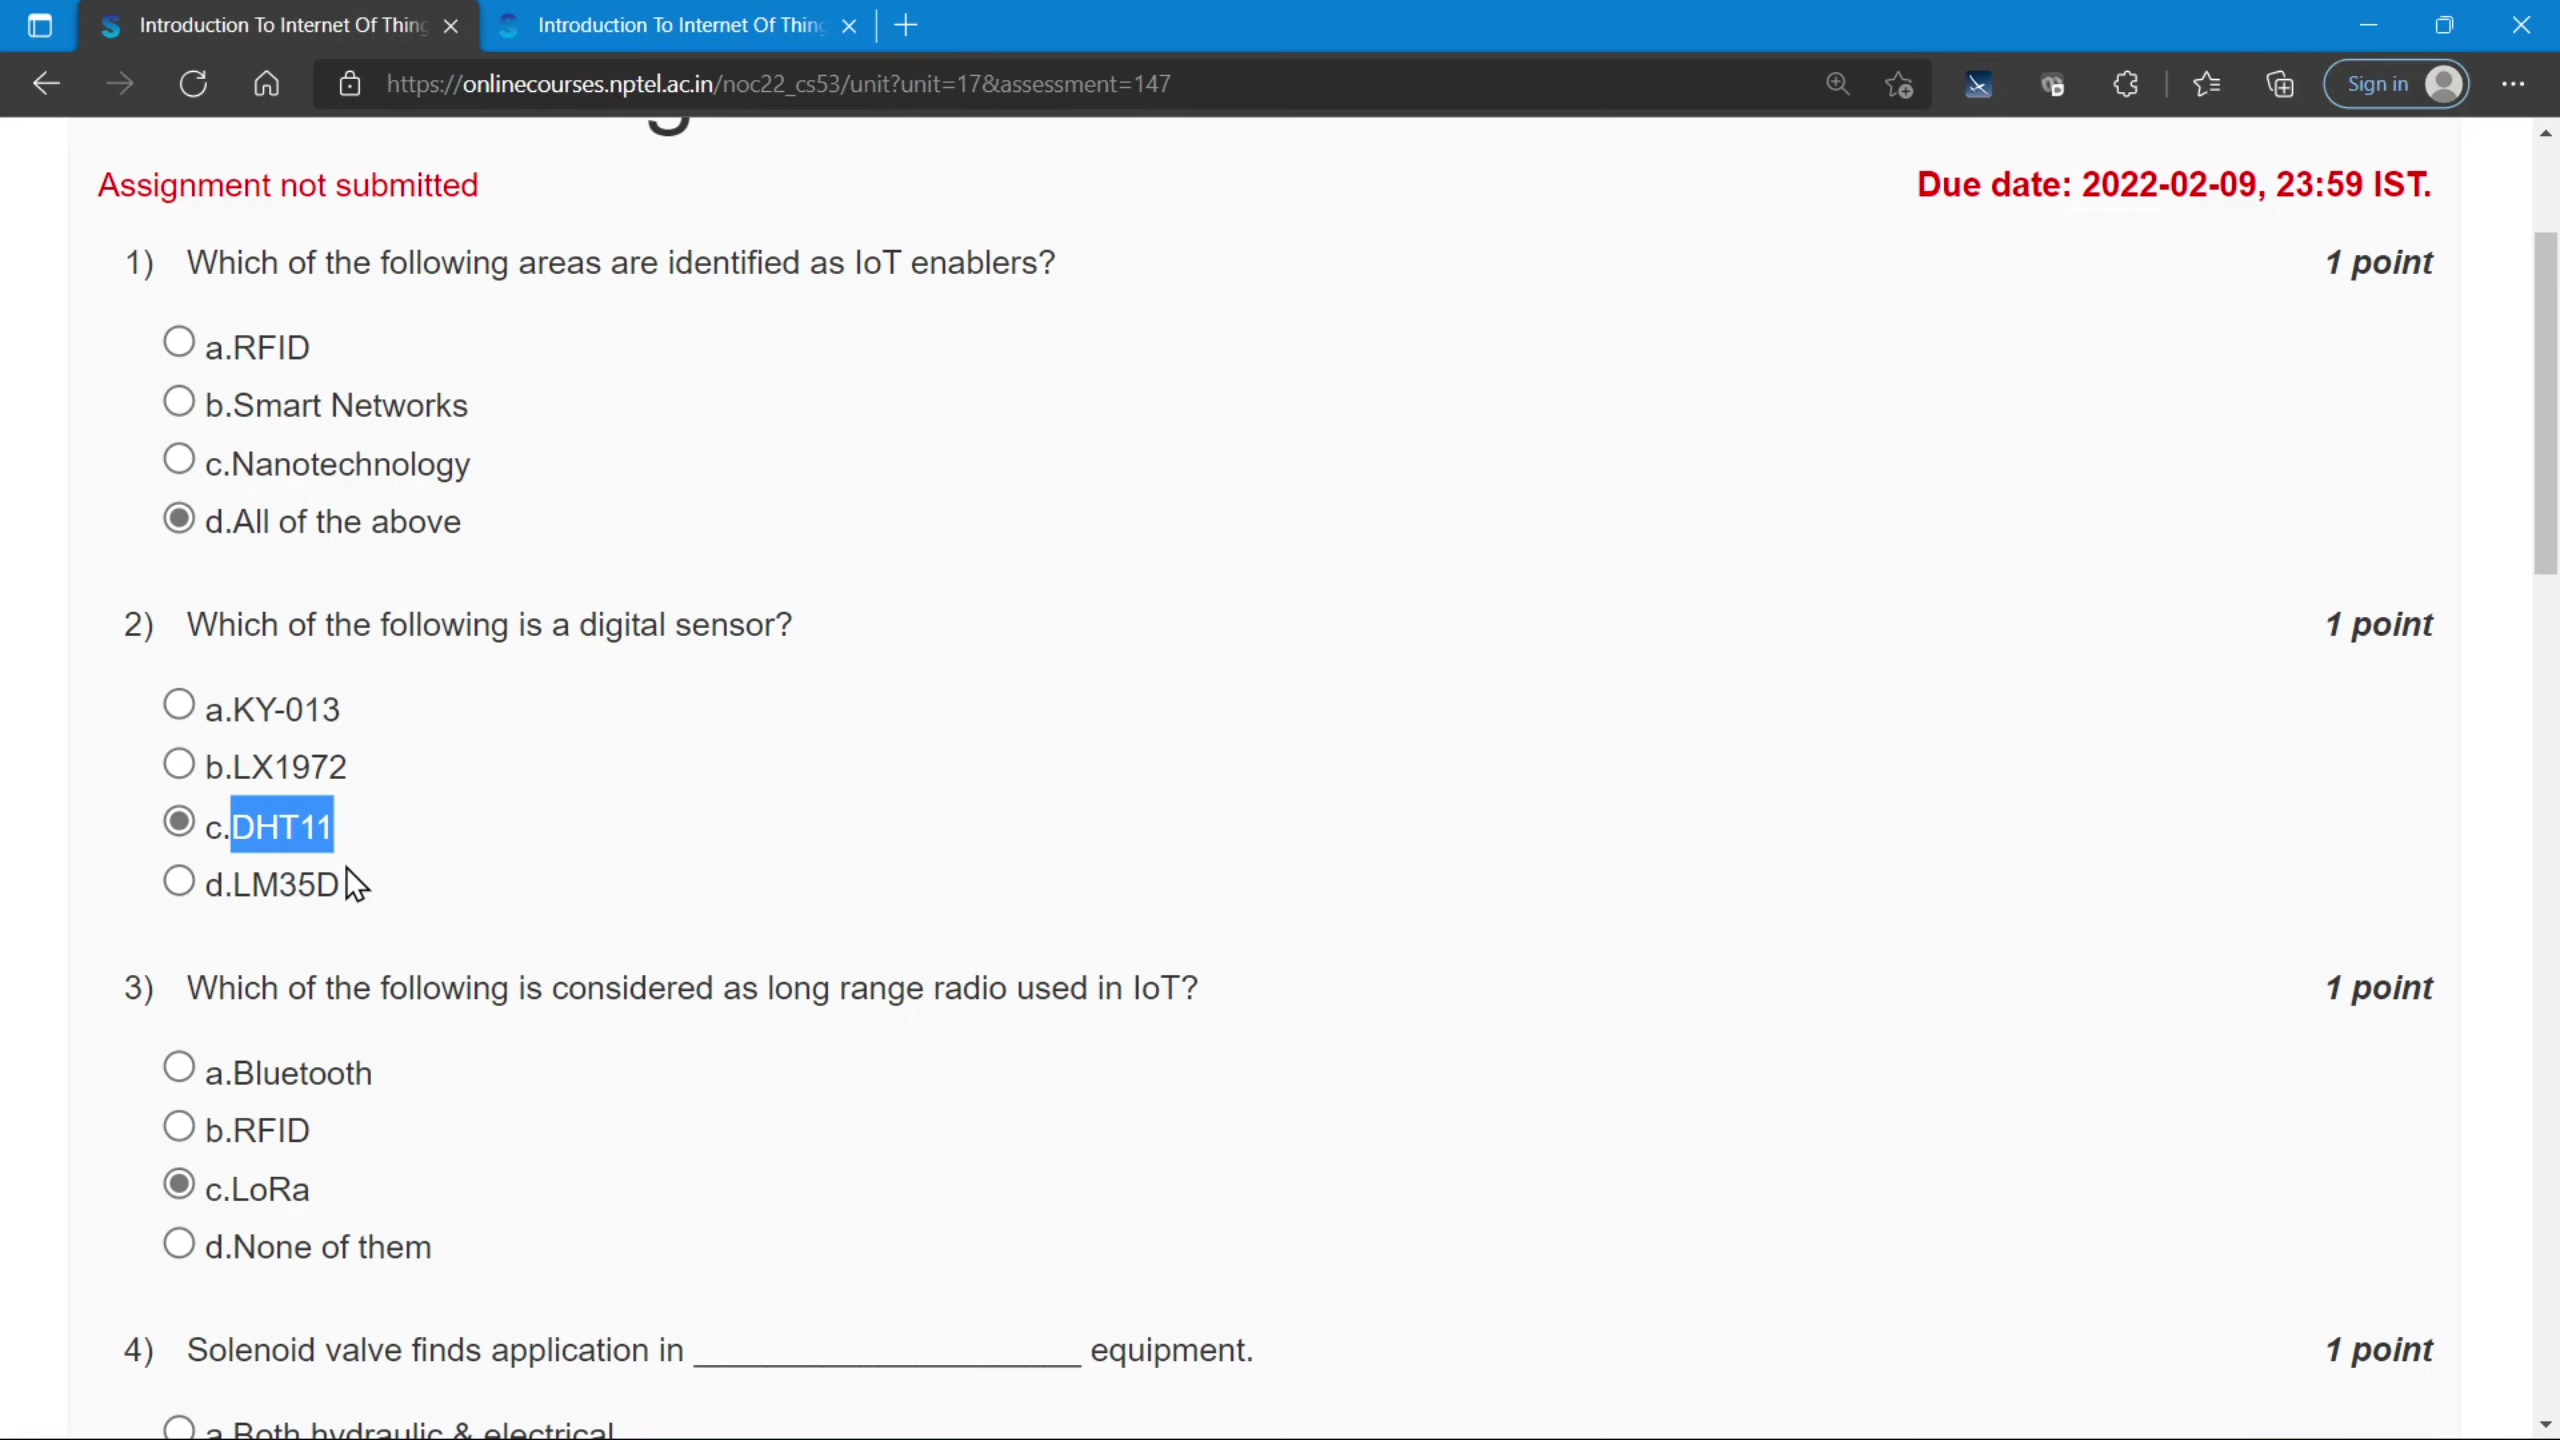 Introduction To Internet Of Thing
Introduction To Internet Of Thing
https://onlinecourses.nptel.ac.in/noc22_cs53/unit?unit=17&assessment=147
Sign in
Assignment not submitted
Due date: 2022-02-09, 23:59 IST.
1) Which of the following areas are identified as IoT enablers? 1 point
a.RFID
b.Smart Networks
c.Nanotechnology
d.All of the above
2) Which of the following is a digital sensor? 1 point
a.KY-013
b.LX1972
c.DHT11
d.LM35D
3) Which of the following is considered as long range radio used in IoT? 1 point
a.Bluetooth
b.RFID
c.LoRa
d.None of them
4) Solenoid valve finds application in ____________________ equipment. 1 point
a.Both hydraulic & electrical